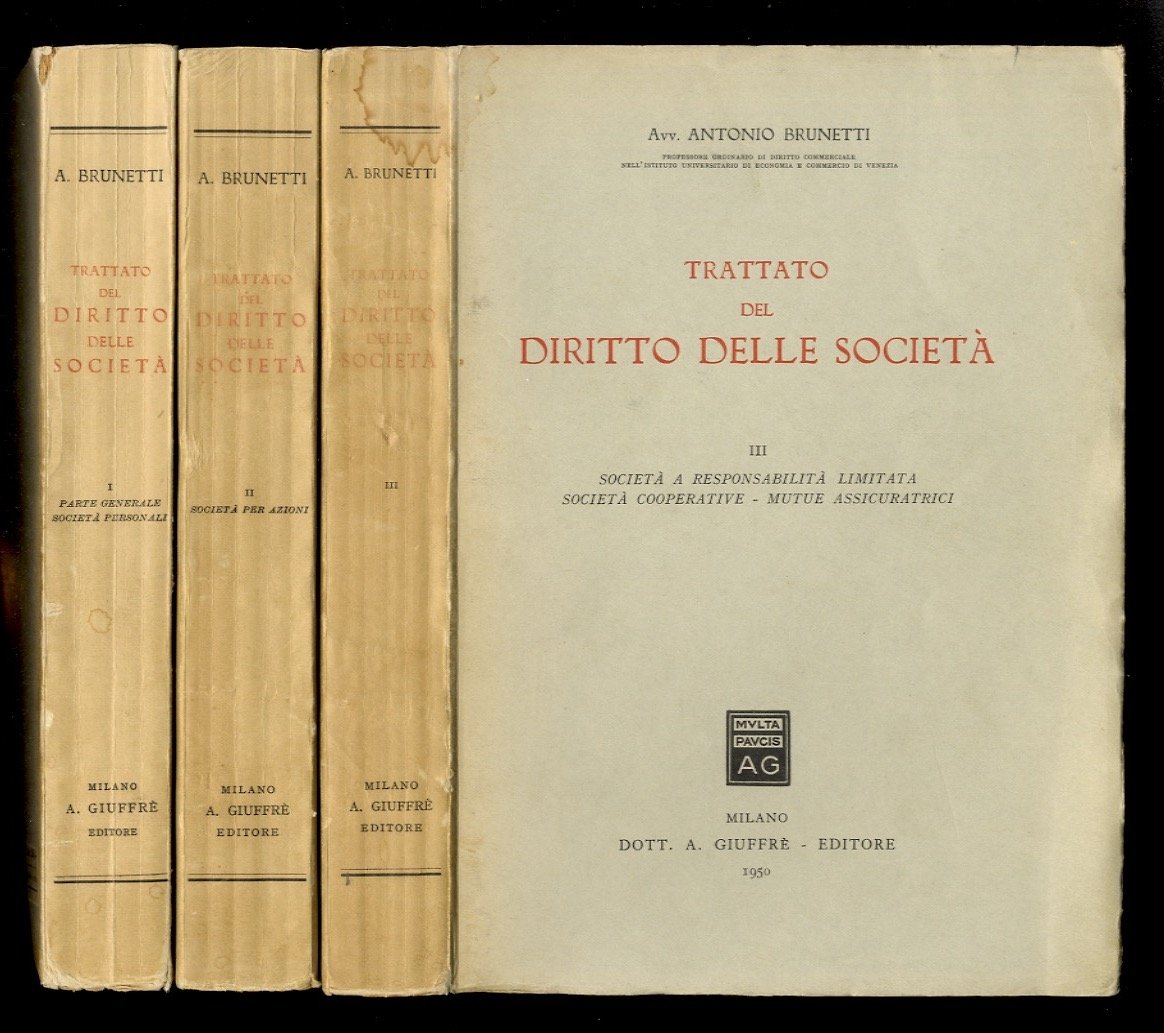 A. BRUNETTI
TRATTATO
DEL
DIRITTO
DELLE
SOCIETÀ
I
PARTE GENERALE
SOCIETÀ PERSONALI
MILANO
A. GIUFFRÈ
EDITORE
A. BRUNETTI
TRATTATO
DEL
DIRITTO
DELLE
SOCIETÀ
II
SOCIETÀ PER AZIONI
MILANO
A. GIUFFRÈ
EDITORE
A. BRUNETTI
TRATTATO
DEL
DIRITTO
DELLE
SOCIETÀ
III
MILANO
A. GIUFFRÈ
EDITORE
Avv. ANTONIO BRUNETTI
PROFESSORE ORDINARIO DI DIRITTO COMMERCIALE
NELL'ISTITUTO UNIVERSITARIO DI ECONOMIA E COMMERCIO DI VENEZIA
TRATTATO
DEL
DIRITTO DELLE SOCIETÀ
III
SOCIETÀ A RESPONSABILITÀ LIMITATA
SOCIETÀ COOPERATIVE - MUTUE ASSICURATRICI
MVLTA
PAVCIS
AG
MILANO
DOTT. A. GIUFFRÈ - EDITORE
1950